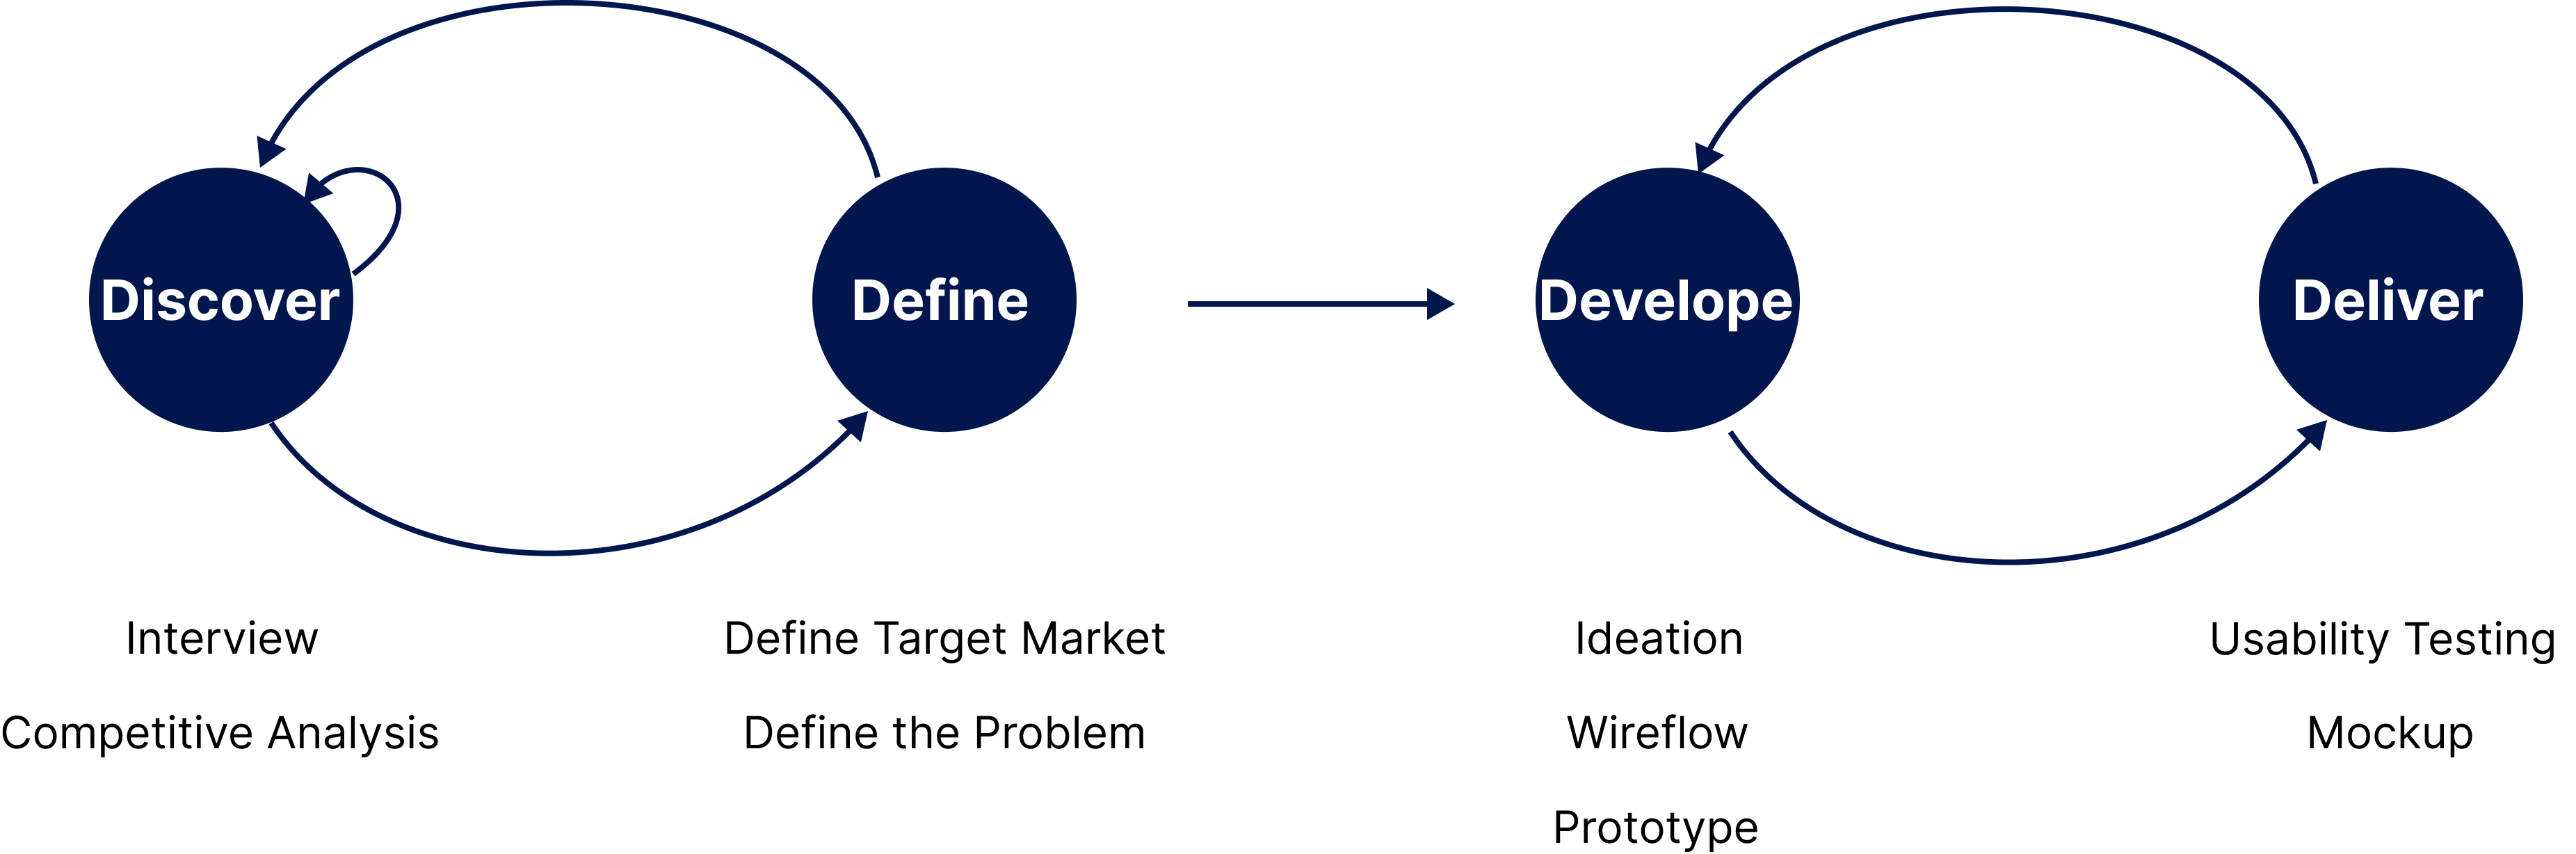 Discover
Define
Develope
Deliver
Interview
Competitive Analysis
Define Target Market
Define the Problem
Ideation
Wireflow
Prototype
Usability Testing
Mockup